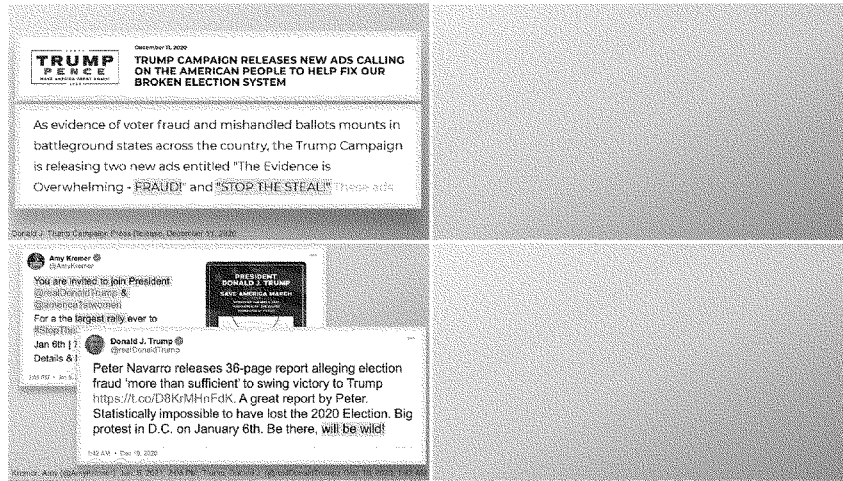 December 11, 2020
TRUMP
PENCE
MAKE AMERICA GREAT AGAIN!
2020
TRUMP CAMPAIGN RELEASES NEW ADS CALLING
ON THE AMERICAN PEOPLE TO HELP FIX OUR
BROKEN ELECTION SYSTEM
As evidence of voter fraud and mishandled ballots mounts in
battleground states across the country, the Trump Campaign
is releasing two new ads entitled "The Evidence is
Overwhelming - FRAUD!" and "STOP THE STEAL!" These ads
Donald J. Trump Campaign Press Release, December 11, 2020
Amy Kremer
@AmyKremer
You are invited to join President
@realDonaldTrump &
@america1stwomen
For a the largest rally ever to
#StopThe
Jan 6th | 7
Details &
PRESIDENT
DONALD J. TRUMP
SAVE AMERICA MARCH
Donald J. Trump
@realDonaldTrump
Peter Navarro releases 36-page report alleging election
fraud 'more than sufficient' to swing victory to Trump
https://t.co/D8KrMHnFdK. A great report by Peter.
Statistically impossible to have lost the 2020 Election. Big
protest in D.C. on January 6th. Be there, will be wild!
1:42 AM • Dec 19, 2020
Kremer, Amy (@AmyKremer)